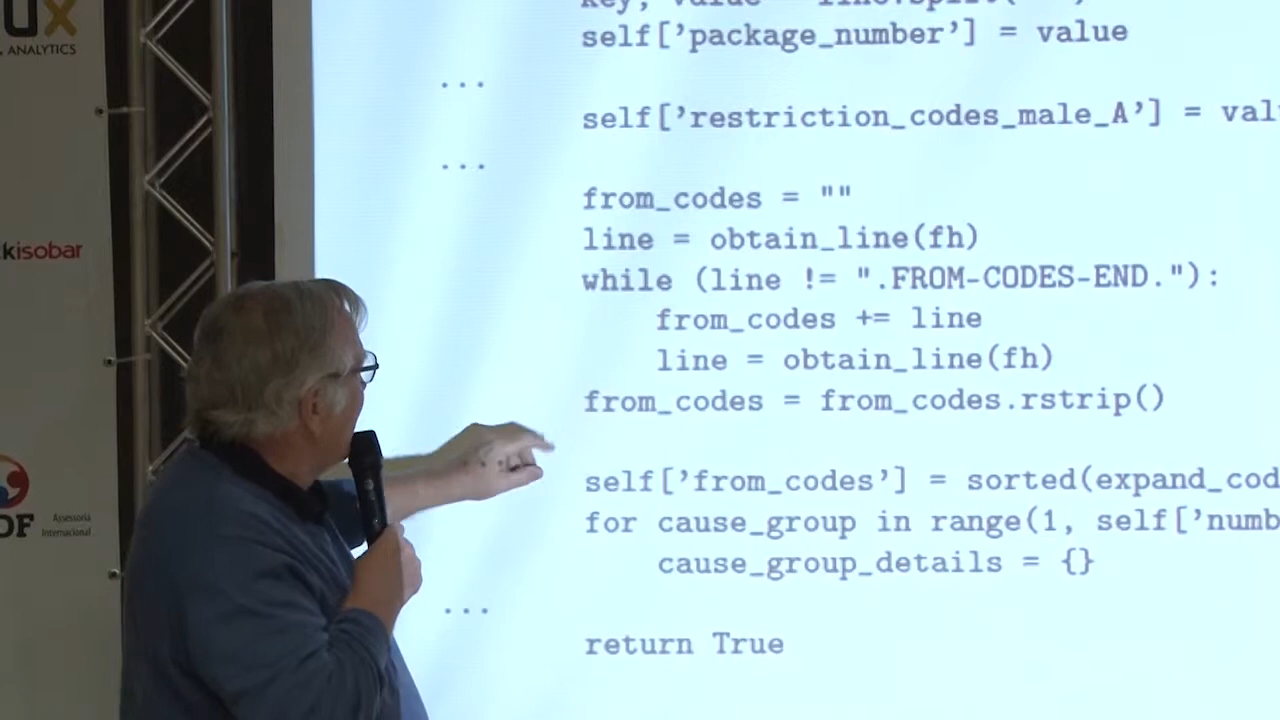 UX
ANALYTICS
kisobar
DF
Assessoria
Internacional
self['package_number'] = value
...
self['restriction_codes_male_A'] = val
...
from_codes = ""
line = obtain_line(fh)
while (line != ".FROM-CODES-END."):
from_codes += line
line = obtain_line(fh)
from_codes = from_codes.rstrip()
self['from_codes'] = sorted(expand_cod
for cause_group in range(1, self['numb
cause_group_details = {}
...
return True